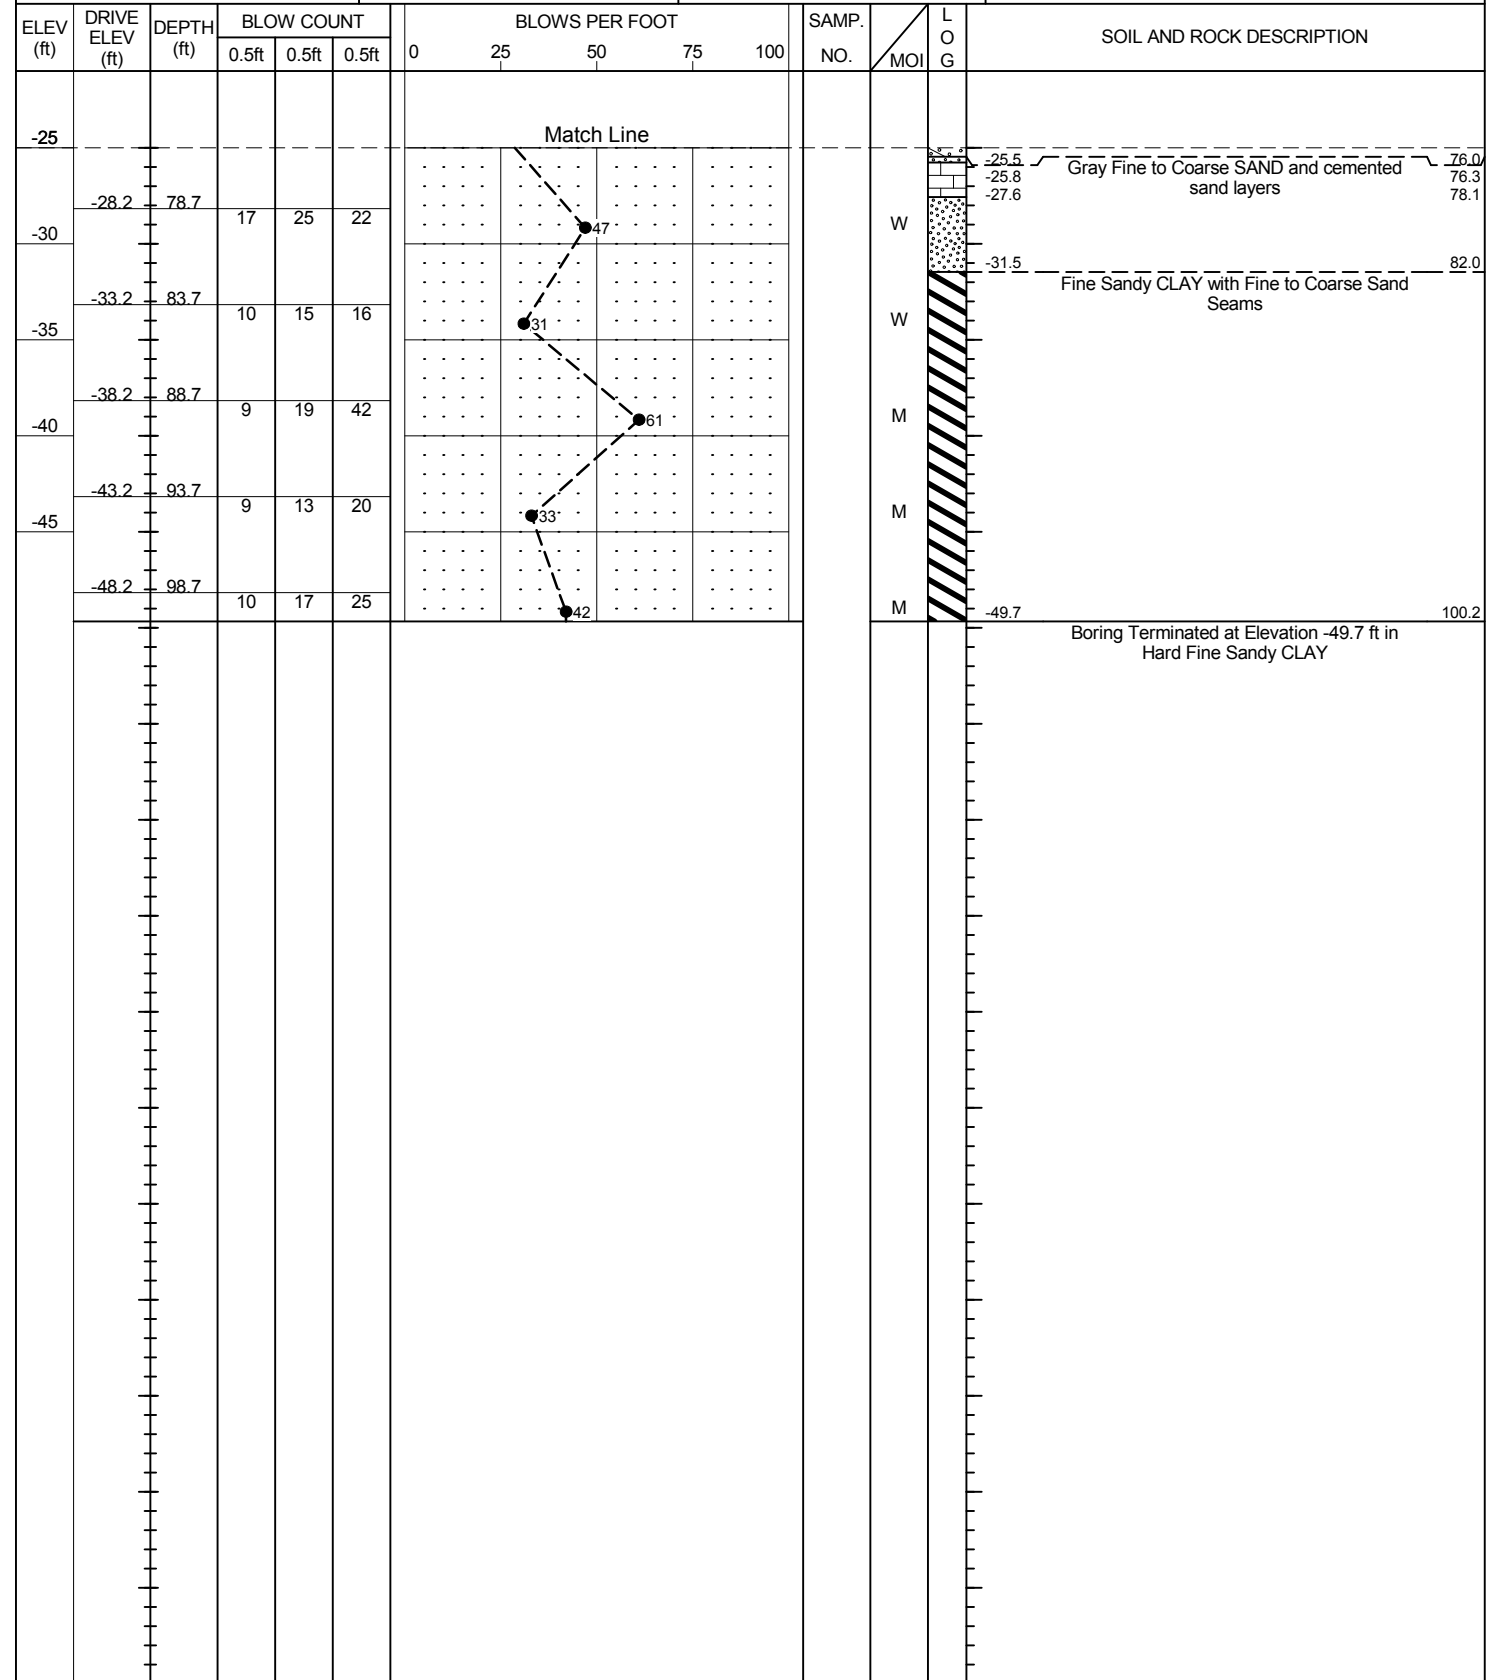 ELEV (ft) DRIVE ELEV (ft) DEPTH (ft) BLOW COUNT BLOWS PER FOOT SAMP. NO. MOI LOG SOIL AND ROCK DESCRIPTION
0.5ft 0.5ft 0.5ft 0 25 50 75 100
-25 Match Line
-25.5 76.0
Gray Fine to Coarse SAND and cemented
-25.8 76.3
sand layers
-27.6 78.1
-28.2 78.7
17 25 22 47 W
-30
-31.5 82.0
Fine Sandy CLAY with Fine to Coarse Sand
Seams
-33.2 83.7
10 15 16 31 W
-35
-38.2 88.7
9 19 42 61 M
-40
-43.2 93.7
9 13 20 33 M
-45
-48.2 98.7
10 17 25 42 M
-49.7 100.2
Boring Terminated at Elevation -49.7 ft in
Hard Fine Sandy CLAY